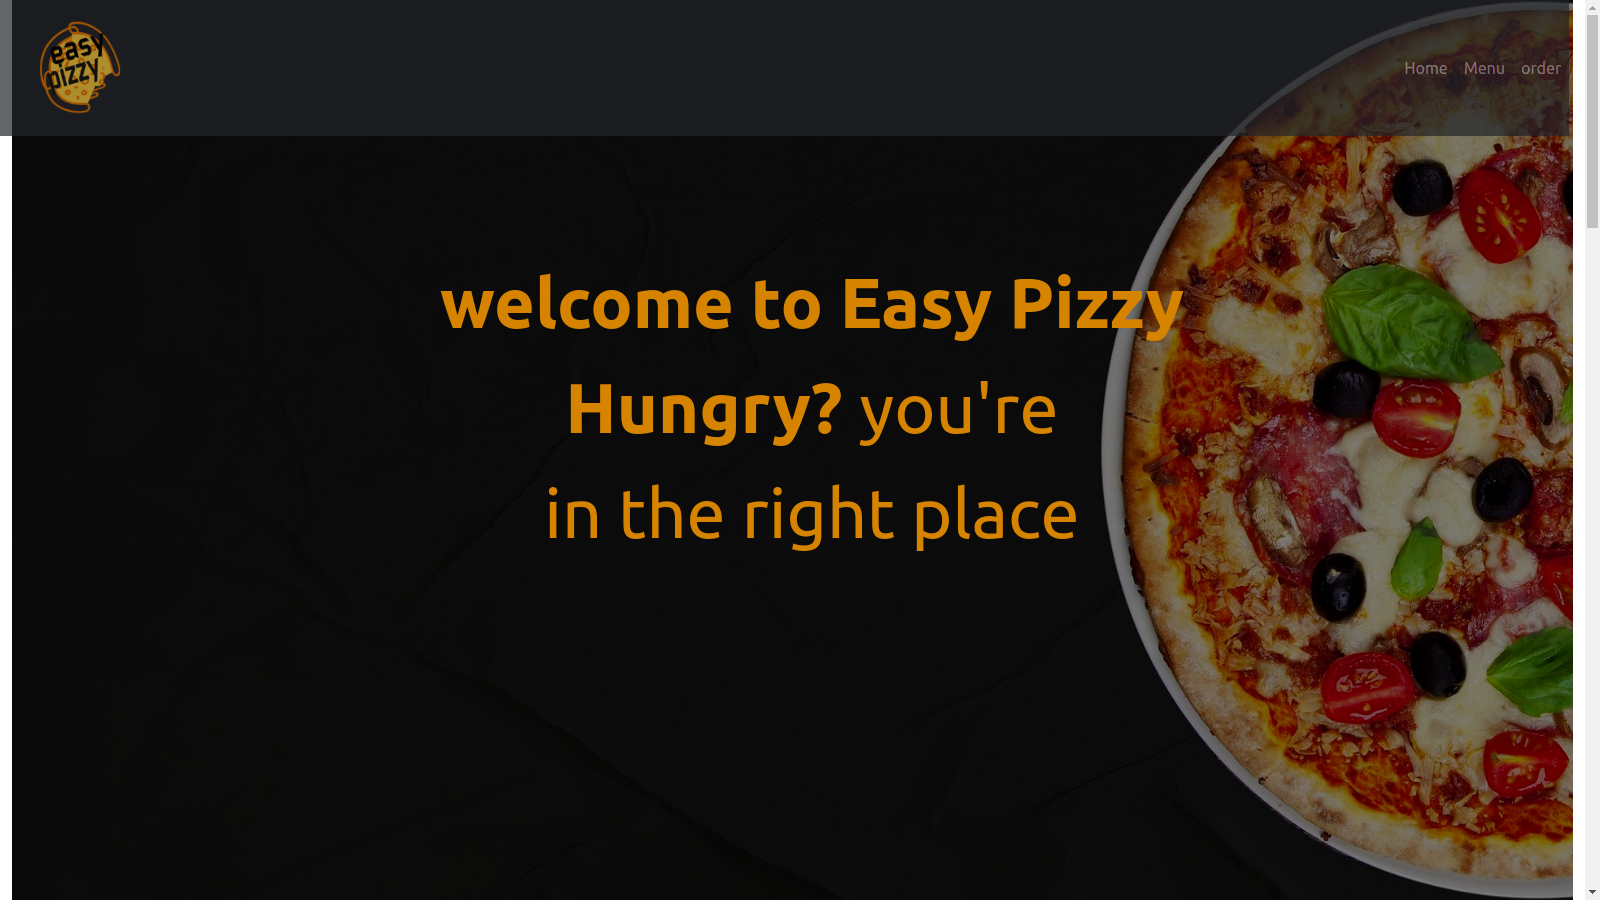 easy
pizzy
Home Menu order
welcome to Easy Pizzy
Hungry? you're
in the right place